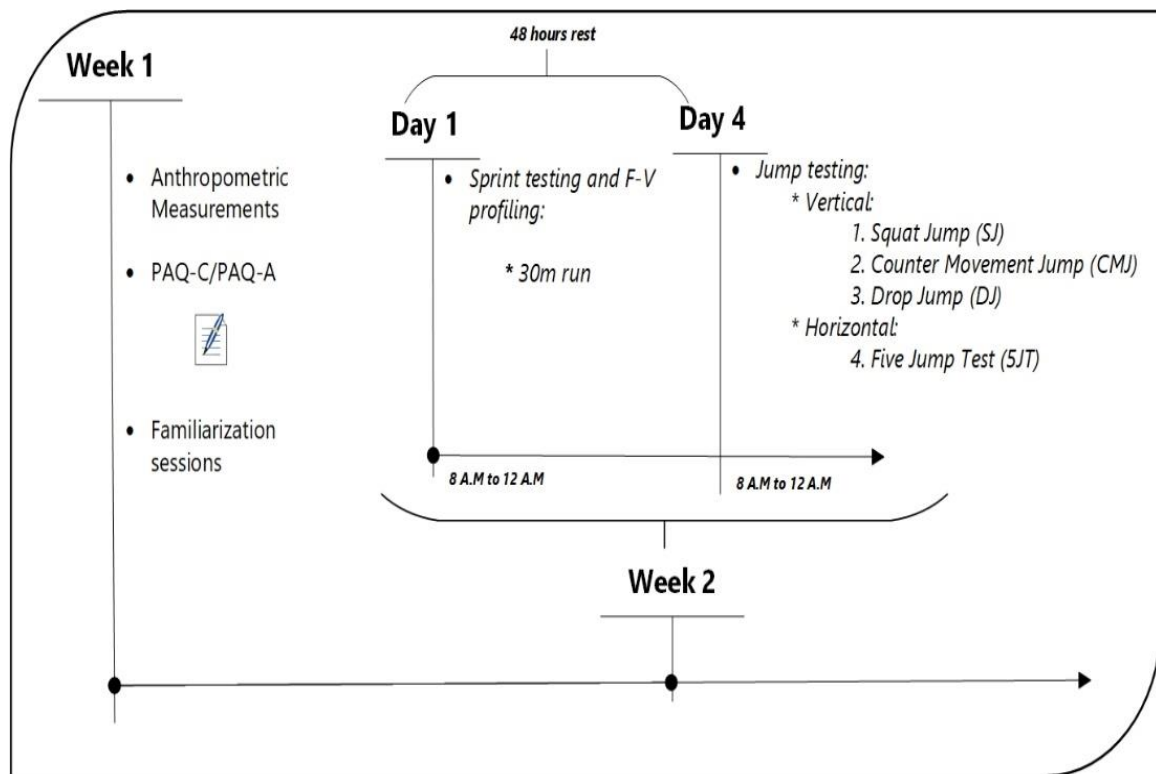 48 hours rest
Week 1
Day 1
Day 4
• Anthropometric
Measurements
• PAQ-C/PAQ-A
• Familiarization
sessions
• Sprint testing and F-V
profiling:
* 30m run
• Jump testing:
* Vertical:
1. Squat Jump (SJ)
2. Counter Movement Jump (CMJ)
3. Drop Jump (DJ)
* Horizontal:
4. Five Jump Test (5JT)
8 A.M to 12 A.M
8 A.M to 12 A.M
Week 2